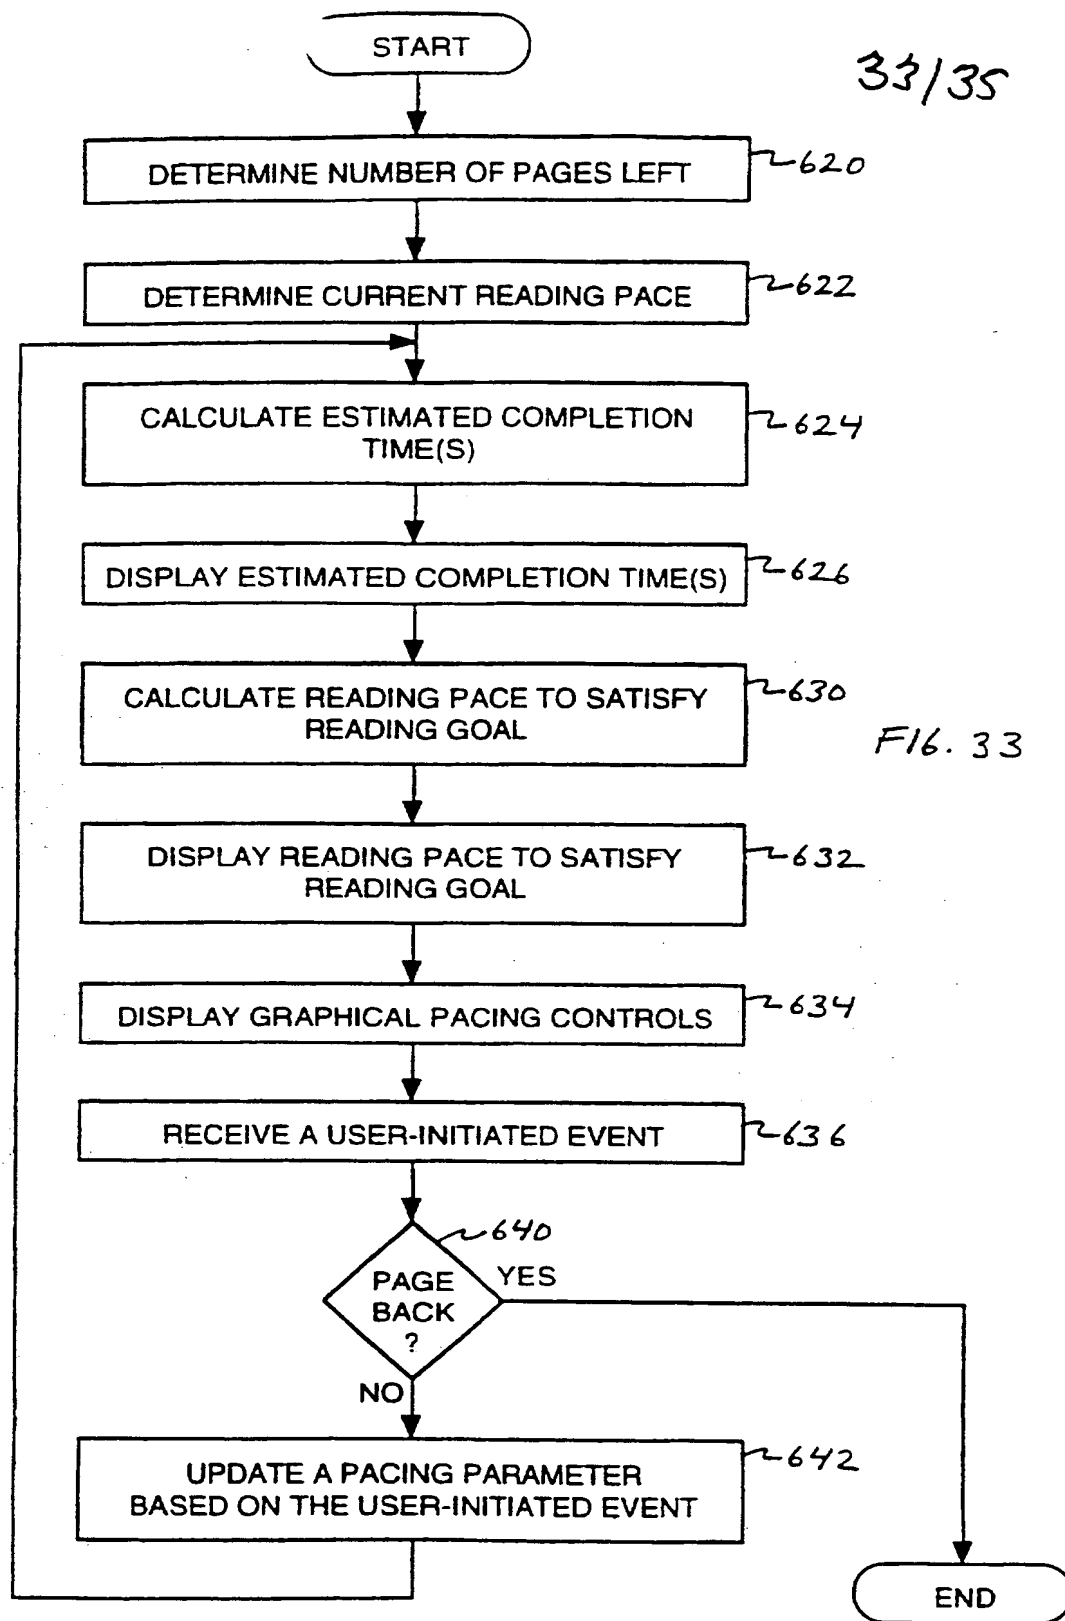 START
33/35
DETERMINE NUMBER OF PAGES LEFT
620
DETERMINE CURRENT READING PACE
622
CALCULATE ESTIMATED COMPLETION
TIME(S)
624
DISPLAY ESTIMATED COMPLETION TIME(S)
626
CALCULATE READING PACE TO SATISFY
READING GOAL
630
FIG. 33
DISPLAY READING PACE TO SATISFY
READING GOAL
632
DISPLAY GRAPHICAL PACING CONTROLS
634
RECEIVE A USER-INITIATED EVENT
636
640
PAGE
BACK
?
YES
NO
UPDATE A PACING PARAMETER
BASED ON THE USER-INITIATED EVENT
642
END